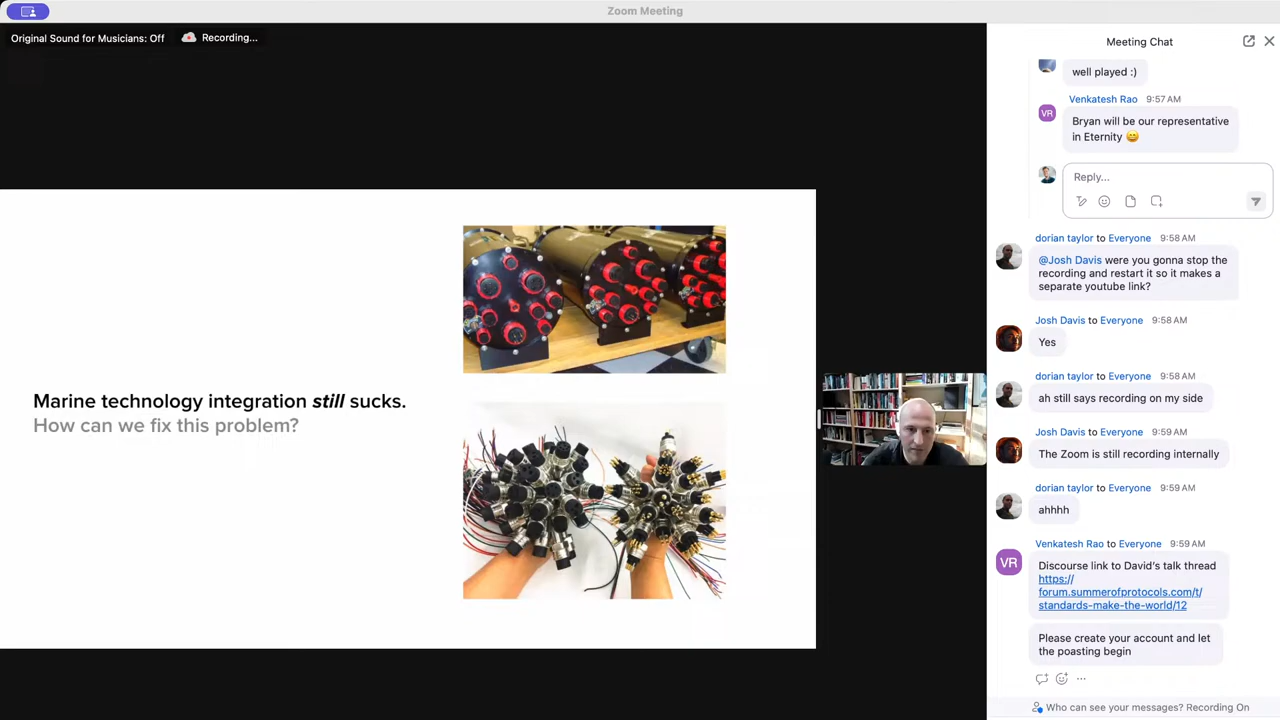 Zoom Meeting
Original Sound for Musicians: Off
Recording...
Marine technology integration still sucks.
How can we fix this problem?
Meeting Chat
well played :)
Venkatesh Rao 9:57 AM
VR
Bryan will be our representative
in Eternity 😀
Reply...
dorian taylor to Everyone 9:58 AM
@Josh Davis were you gonna stop the
recording and restart it so it makes a
separate youtube link?
Josh Davis to Everyone 9:58 AM
Yes
dorian taylor to Everyone 9:58 AM
ah still says recording on my side
Josh Davis to Everyone 9:59 AM
The Zoom is still recording internally
dorian taylor to Everyone 9:59 AM
ahhhh
Venkatesh Rao to Everyone 9:59 AM
VR
Discourse link to David's talk thread
https://
forum.summerofprotocols.com/t/
standards-make-the-world/12
Please create your account and let
the poasting begin
Who can see your messages? Recording On